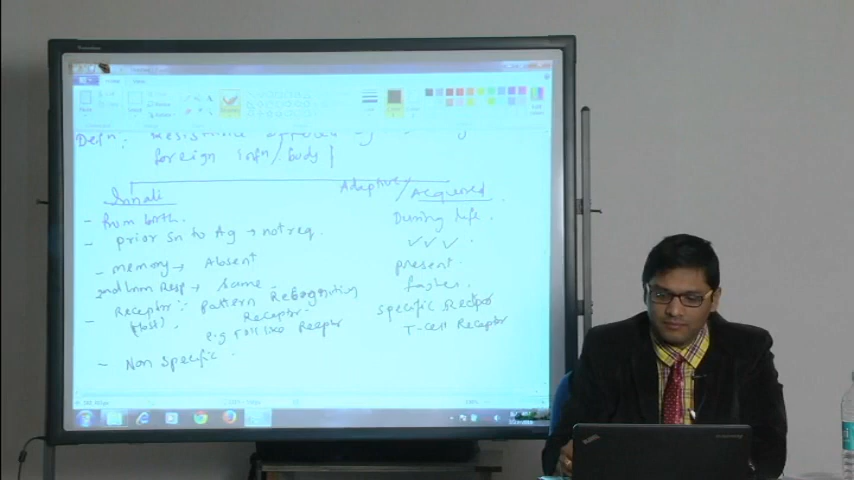 Defn: Resistance offered
foreign infn/body}
Innate Adaptive/Acquired
- from birth. During life.
- prior Sn to Ag → not req. ✓✓✓
- memory → Absent present.
2nd Imm Resp → same faster
- Receptor: pattern Recognition specific Receptor
(Host). Receptor. T-cell Receptor
e.g Toll like Receptor
- Non Specific.